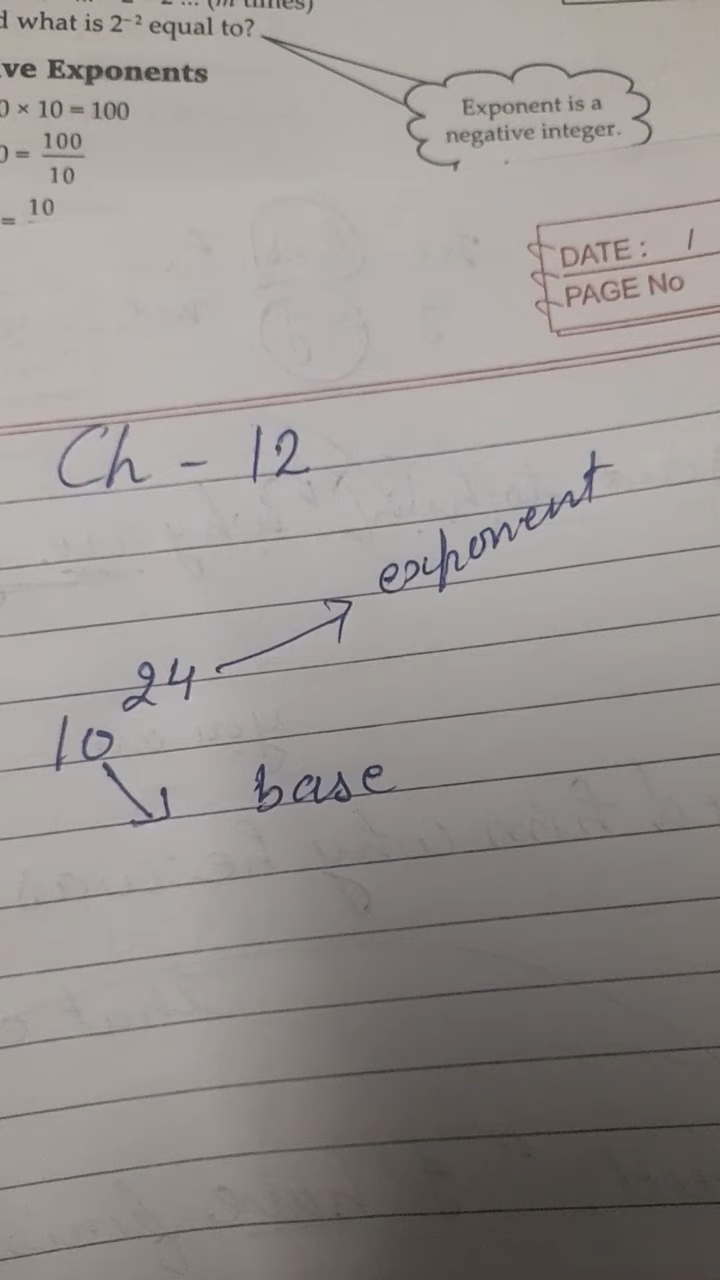 what is 2⁻² equal to?
ve Exponents
0 × 10 = 100
0 = 100/10
= 10
Exponent is a
negative integer.
DATE : /
PAGE No
Ch - 12
exponent
10²⁴
base